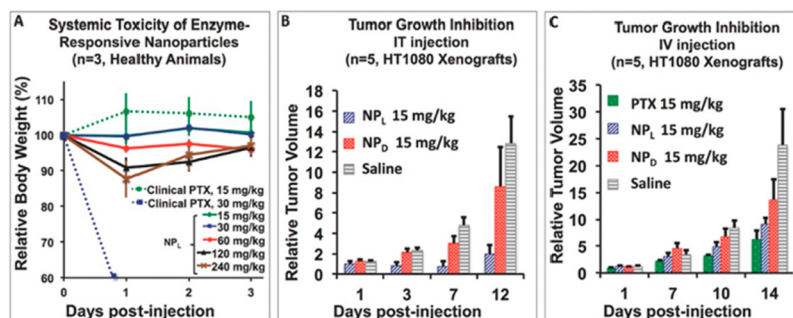 A
Systemic Toxicity of Enzyme-
Responsive Nanoparticles
(n=3, Healthy Animals)
Relative Body Weight (%)
110
100
90
80
70
60
Clinical PTX, 15 mg/kg
Clinical PTX, 30 mg/kg
NPL
15 mg/kg
30 mg/kg
60 mg/kg
120 mg/kg
240 mg/kg
0 1 2 3
Days post-injection
B
Tumor Growth Inhibition
IT injection
(n=5, HT1080 Xenografts)
Relative Tumor Volume
18
16
14
12
10
8
6
4
2
0
NPL 15 mg/kg
NPD 15 mg/kg
Saline
1 3 7 12
Days post-injection
C
Tumor Growth Inhibition
IV injection
(n=5, HT1080 Xenografts)
Relative Tumor Volume
35
30
25
20
15
10
5
0
PTX 15 mg/kg
NPL 15 mg/kg
NPD 15 mg/kg
Saline
1 7 10 14
Days post-injection